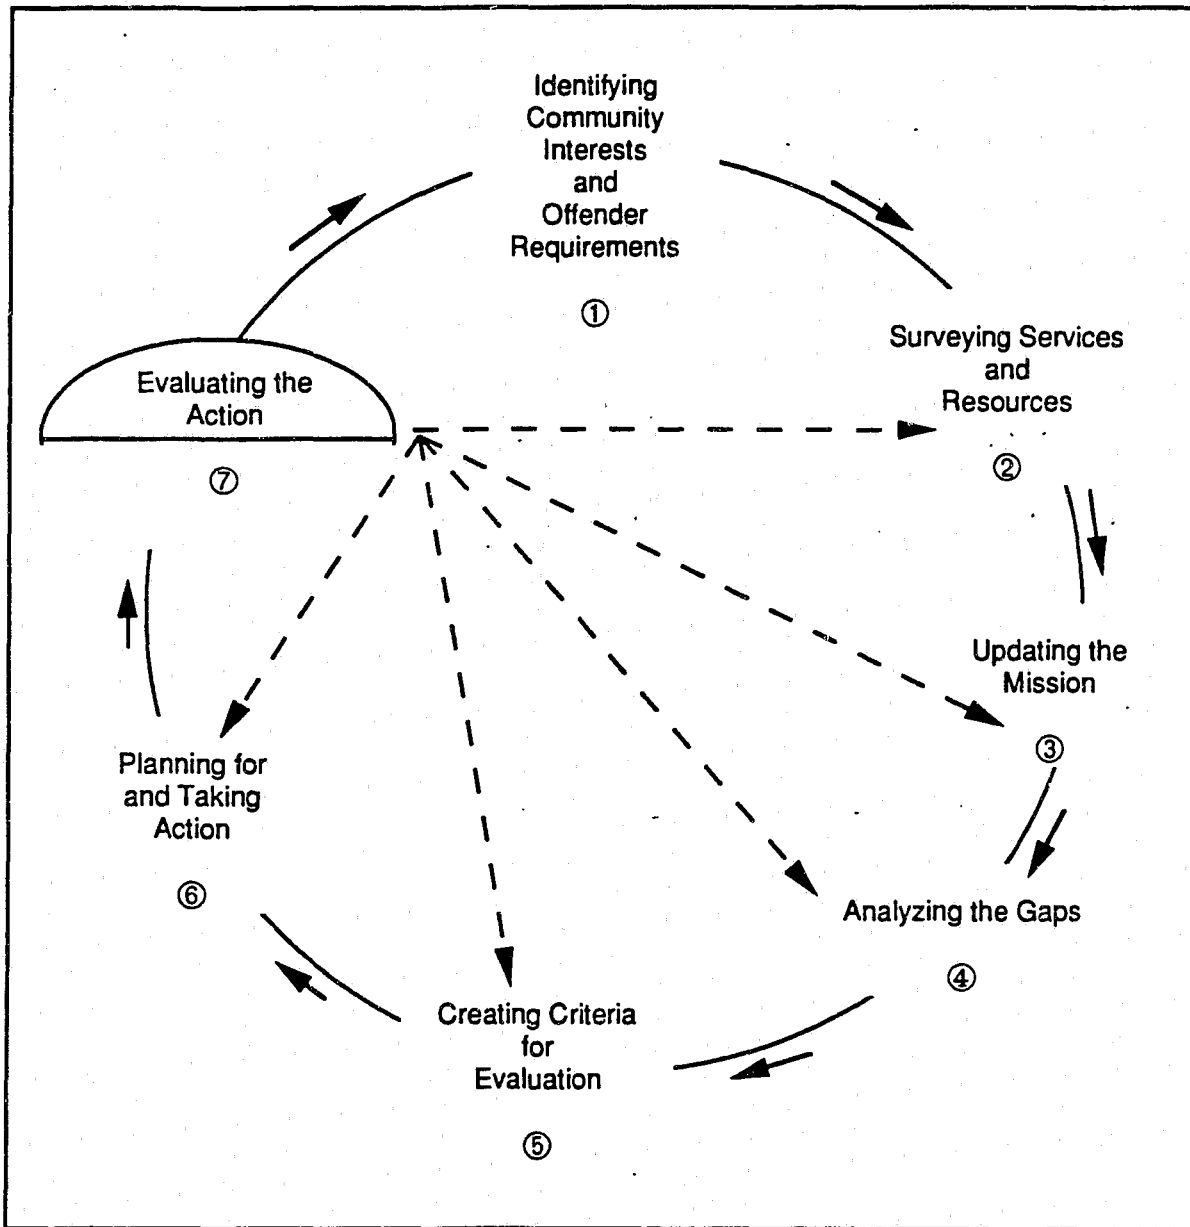 Identifying
Community
Interests
and
Offender
Requirements
①
Surveying Services
and
Resources
②
Updating the
Mission
③
Analyzing the Gaps
④
Creating Criteria
for
Evaluation
⑤
Planning for
and Taking
Action
⑥
Evaluating the
Action
⑦